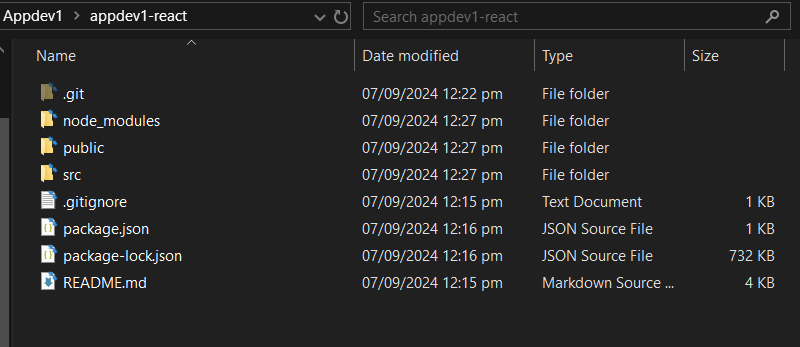 Appdev1 > appdev1-react Search appdev1-react
Name Date modified Type Size
.git 07/09/2024 12:22 pm File folder
node_modules 07/09/2024 12:27 pm File folder
public 07/09/2024 12:27 pm File folder
src 07/09/2024 12:27 pm File folder
.gitignore 07/09/2024 12:15 pm Text Document 1 KB
package.json 07/09/2024 12:16 pm JSON Source File 1 KB
package-lock.json 07/09/2024 12:16 pm JSON Source File 732 KB
README.md 07/09/2024 12:15 pm Markdown Source ... 4 KB